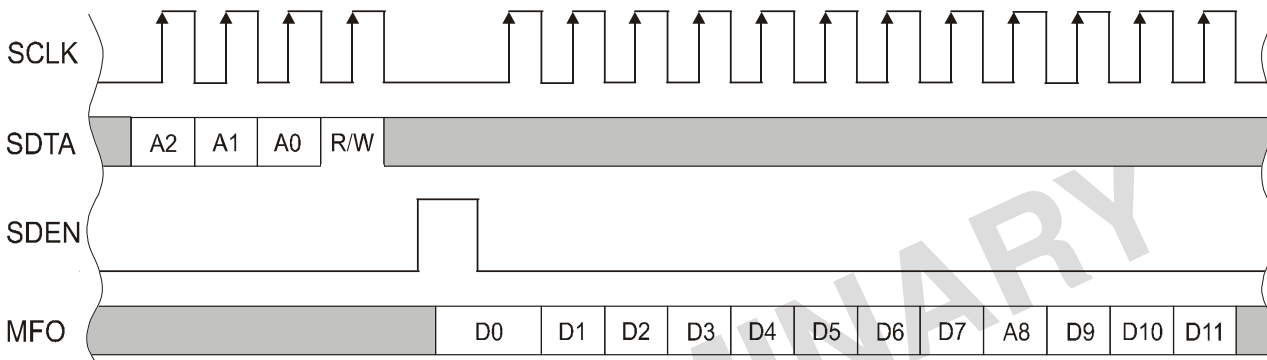 SCLK
SDTA A2 A1 A0 R/W
SDEN
MFO D0 D1 D2 D3 D4 D5 D6 D7 A8 D9 D10 D11